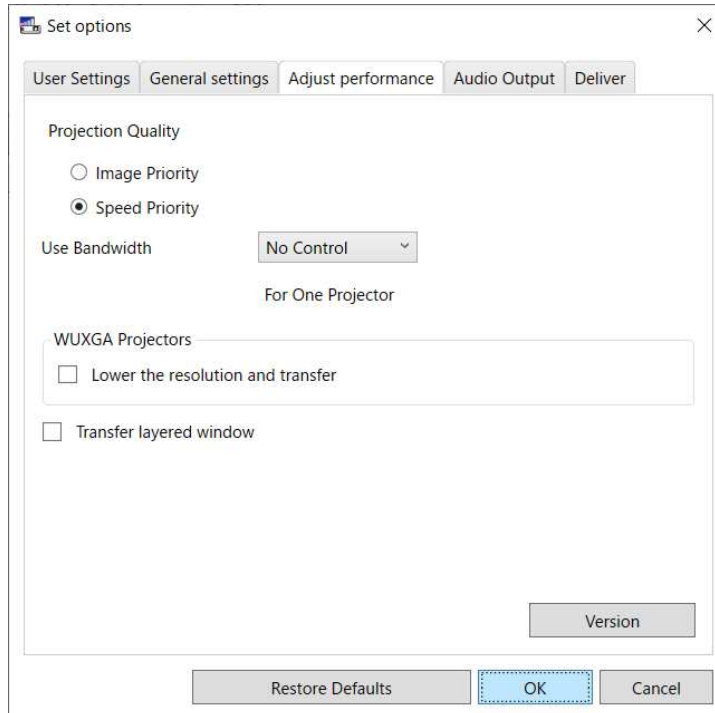 Set options
User Settings General settings Adjust performance Audio Output Deliver
Projection Quality
Image Priority
Speed Priority
Use Bandwidth No Control
For One Projector
WUXGA Projectors
Lower the resolution and transfer
Transfer layered window
Version
Restore Defaults OK Cancel